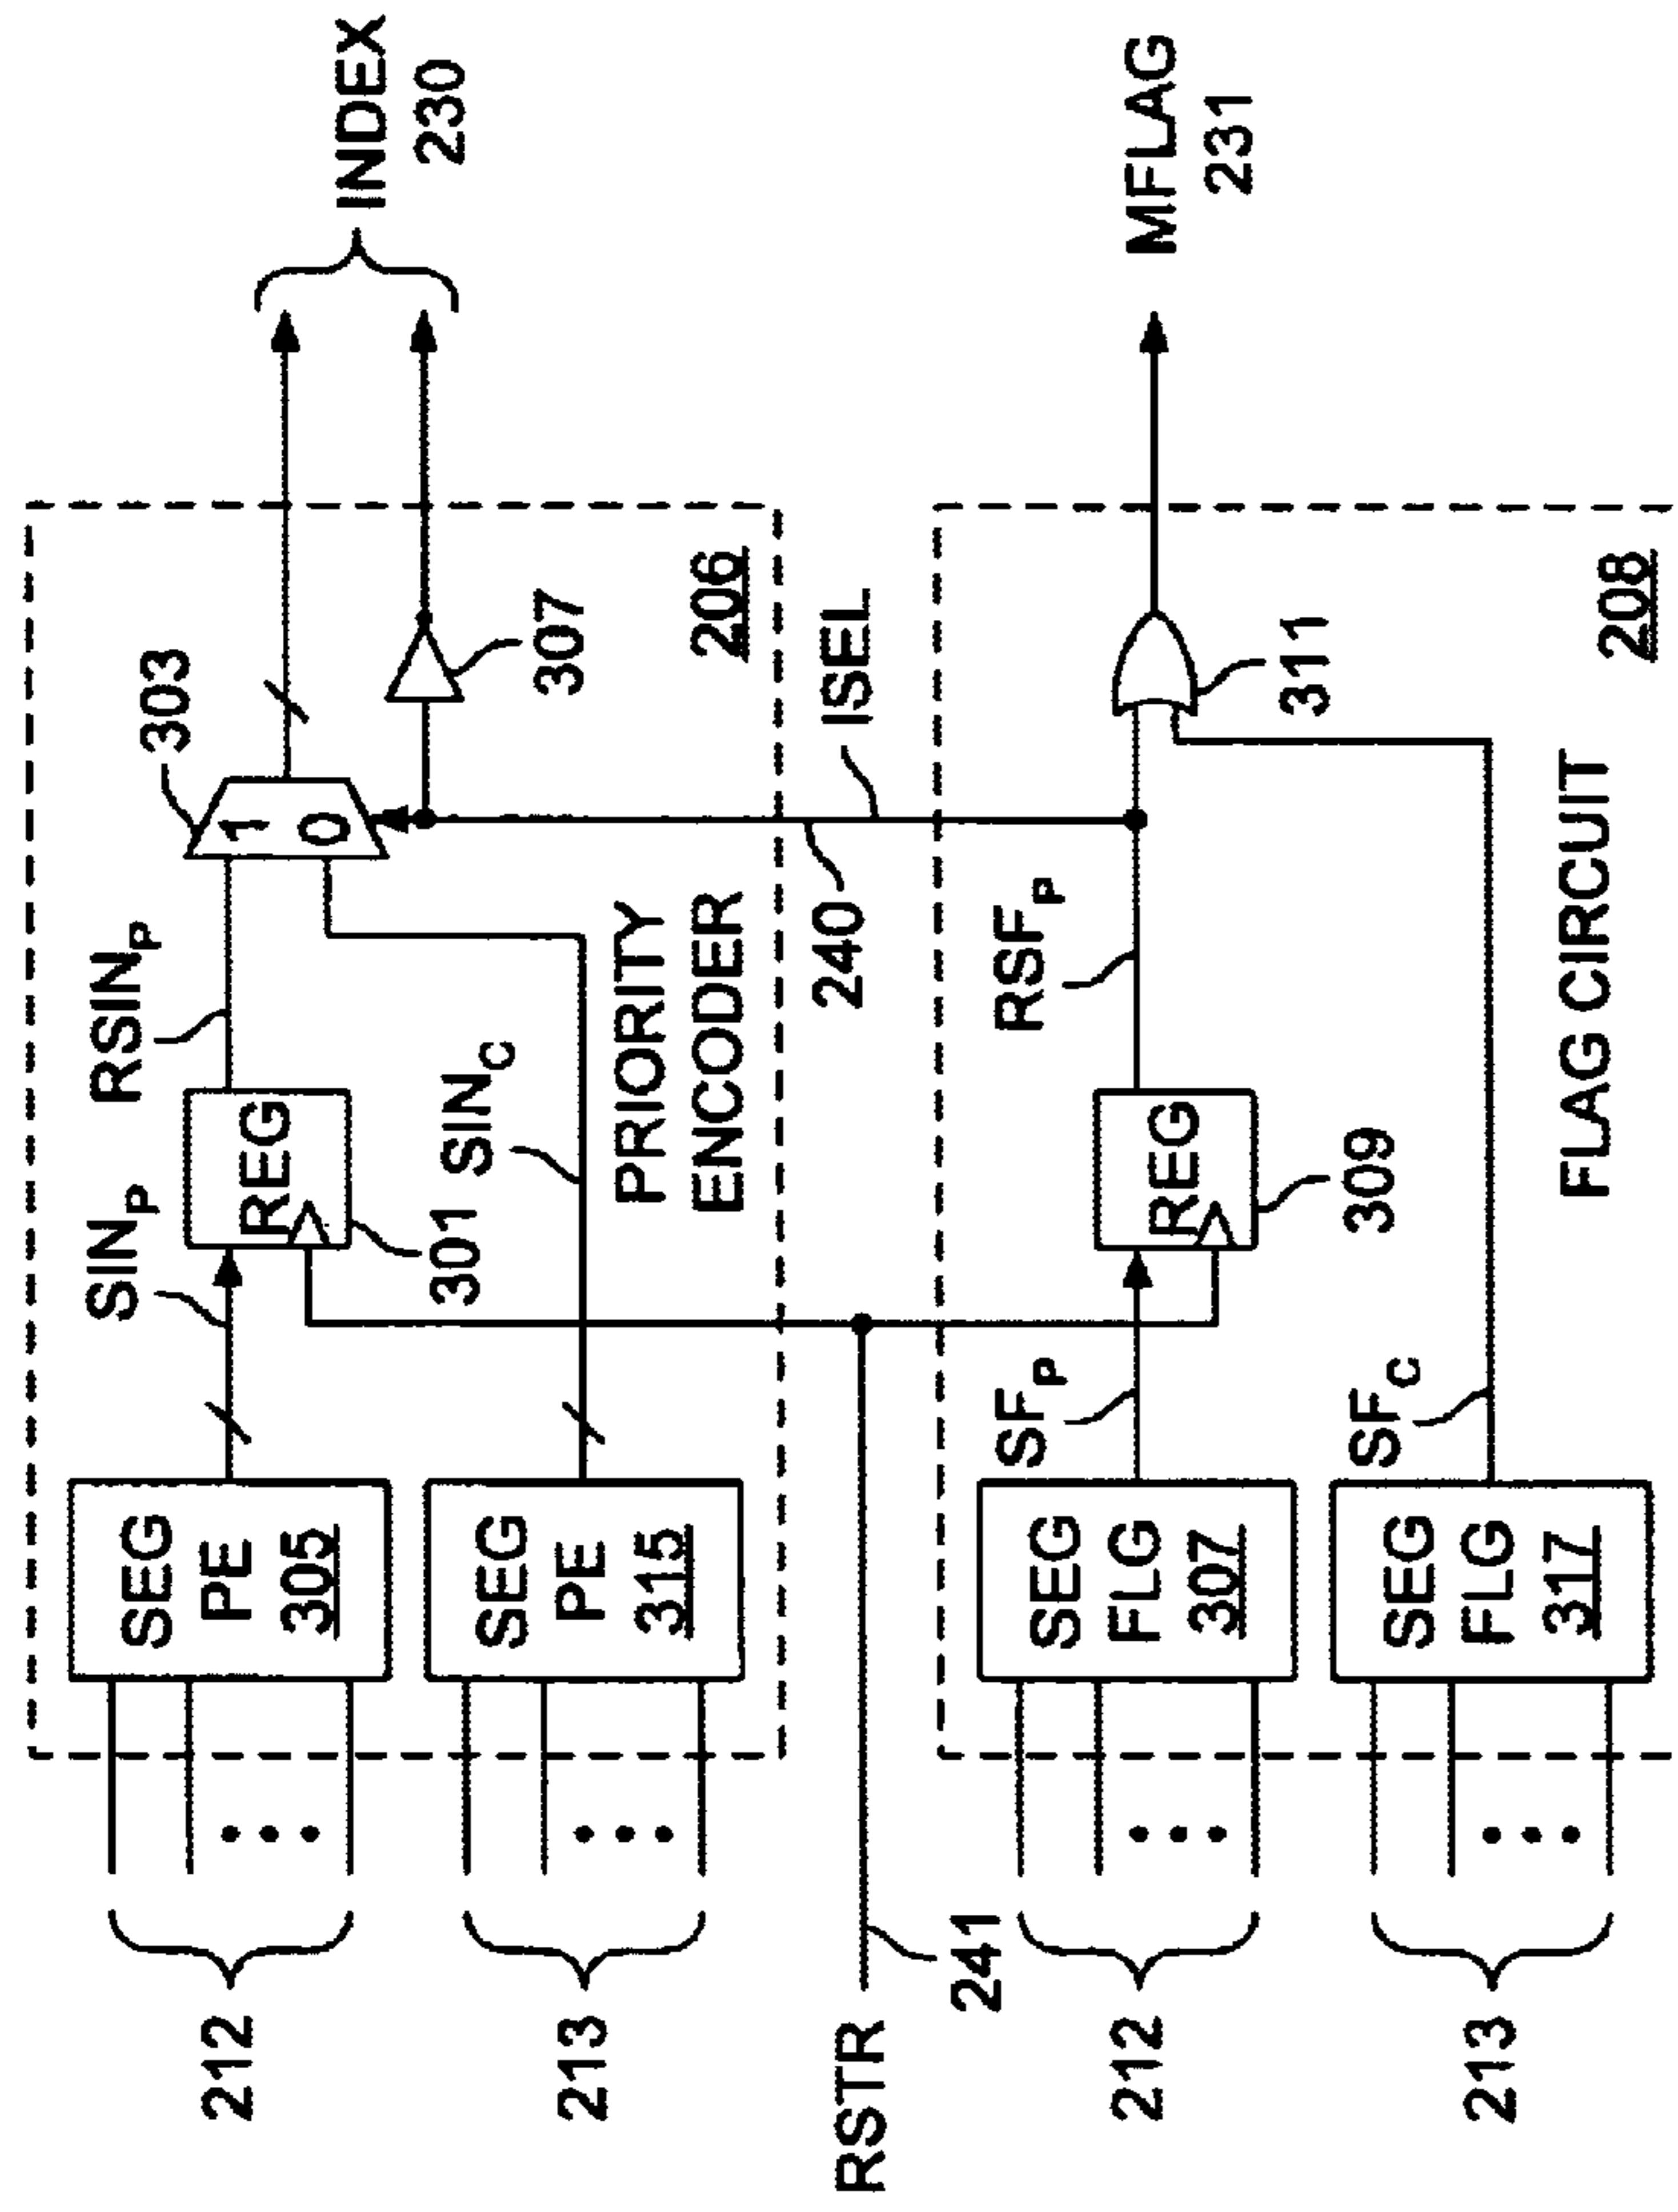 212
213
RSTR
241
212
213
SEG
PE
305
SEG
PE
315
SEG
FLG
307
SEG
FLG
317
SINP
REG
301
RSINP
SINC
PRIORITY
ENCODER
303
1
0
307
206
INDEX
230
240
ISEL
SFP
SFC
REG
309
RSFP
FLAG CIRCUIT
311
208
MFLAG
231